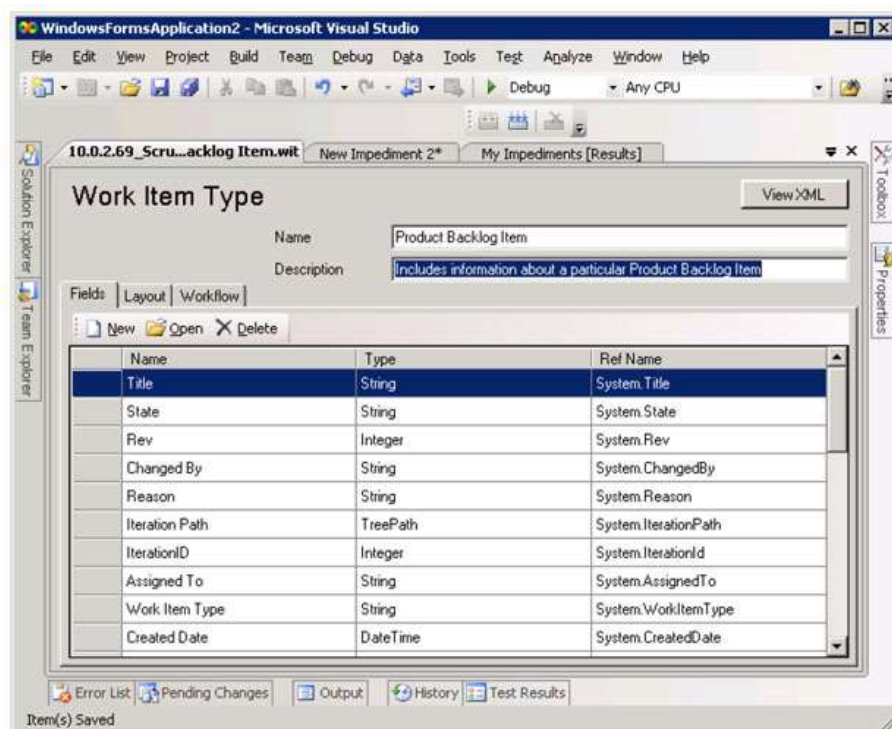 WindowsFormsApplication2 - Microsoft Visual Studio
File Edit View Project Build Team Debug Data Tools Test Analyze Window Help
Debug Any CPU
10.0.2.69_Scru...acklog Item.wit New Impediment 2* My Impediments [Results]
Solution Explorer
Team Explorer
Toolbox
Properties
Work Item Type View XML
Name Product Backlog Item
Description Includes information about a particular Product Backlog Item
Fields Layout Workflow
New Open Delete
Name Type Ref Name
Title String System.Title
State String System.State
Rev Integer System.Rev
Changed By String System.ChangedBy
Reason String System.Reason
Iteration Path TreePath System.IterationPath
IterationID Integer System.IterationId
Assigned To String System.AssignedTo
Work Item Type String System.WorkItemType
Created Date DateTime System.CreatedDate
Error List Pending Changes Output History Test Results
Item(s) Saved